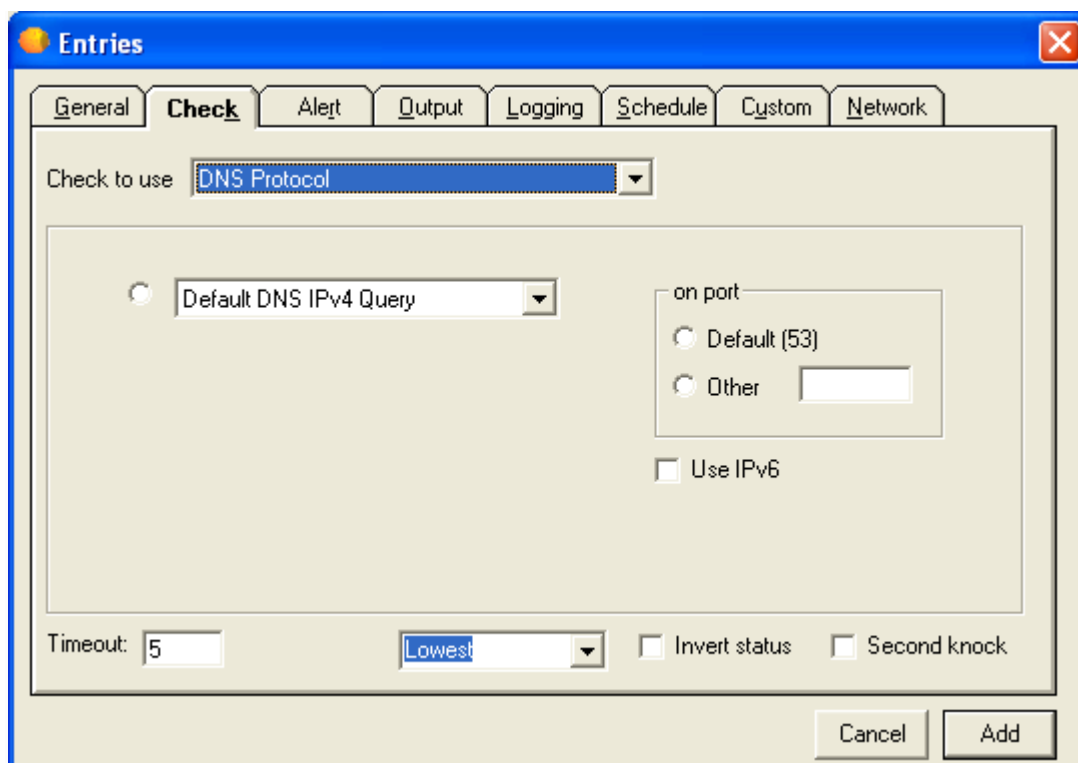 Entries
General Check Alert Output Logging Schedule Custom Network
Check to use DNS Protocol
Default DNS IPv4 Query
on port
Default (53)
Other
Use IPv6
Timeout: 5 Lowest Invert status Second knock
Cancel Add